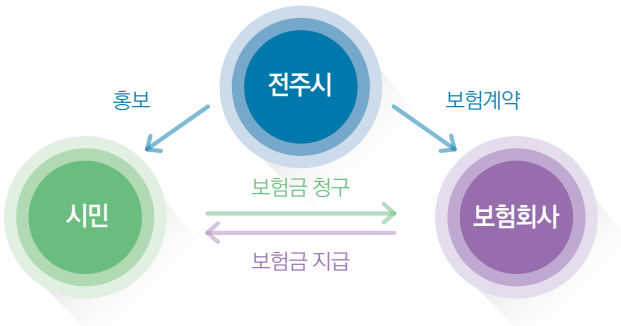 전주시
홍보
보험계약
시민
보험금 청구
보험회사
보험금 지급